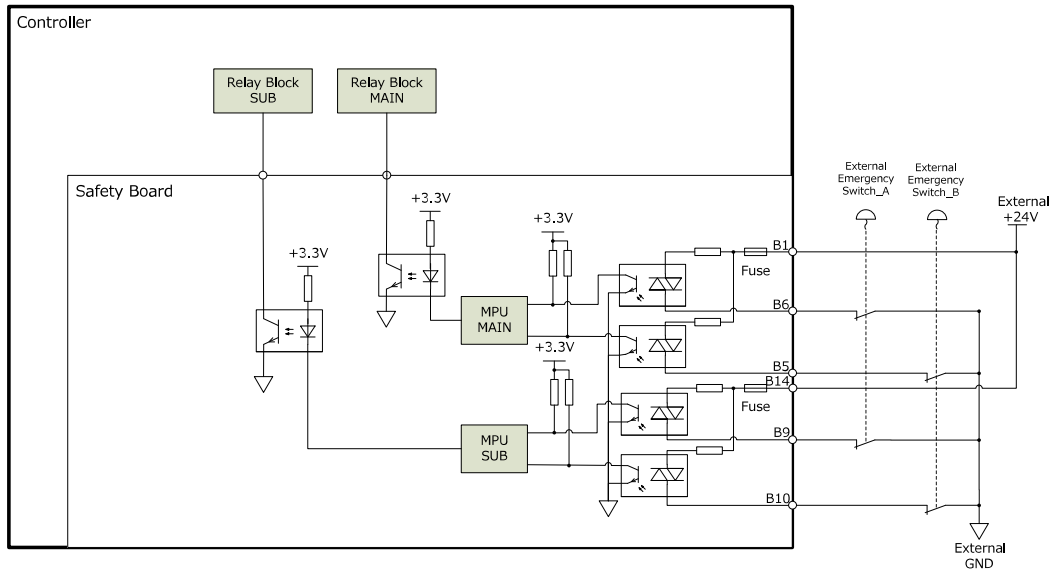 Controller
Relay Block
SUB
Relay Block
MAIN
Safety Board
External
Emergency
Switch_A
External
Emergency
Switch_B
External
+24V
+3.3V
+3.3V
+3.3V
B1
Fuse
B6
MPU
MAIN
+3.3V
B5
B14
Fuse
B9
MPU
SUB
B10
External
GND